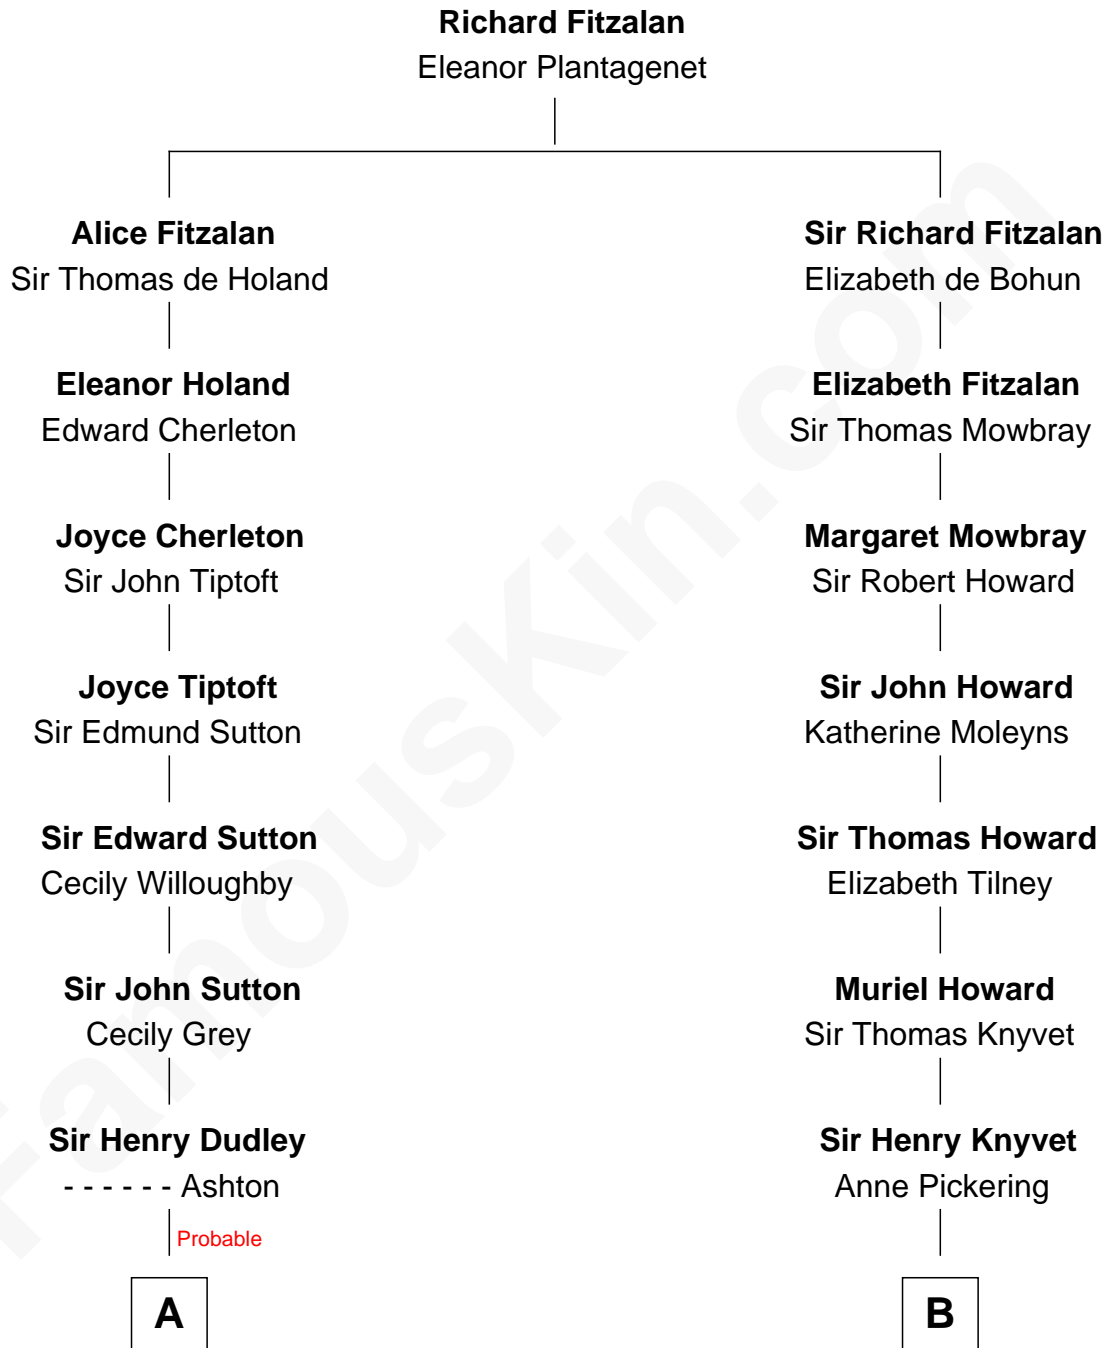 Richard Fitzalan
Eleanor Plantagenet
Alice Fitzalan
Sir Thomas de Holand
Sir Richard Fitzalan
Elizabeth de Bohun
Eleanor Holand
Edward Cherleton
Elizabeth Fitzalan
Sir Thomas Mowbray
Joyce Cherleton
Sir John Tiptoft
Margaret Mowbray
Sir Robert Howard
Joyce Tiptoft
Sir Edmund Sutton
Sir John Howard
Katherine Moleyns
Sir Edward Sutton
Cecily Willoughby
Sir Thomas Howard
Elizabeth Tilney
Sir John Sutton
Cecily Grey
Muriel Howard
Sir Thomas Knyvet
Sir Henry Dudley
- - - - - - Ashton
Sir Henry Knyvet
Anne Pickering
Probable
A
B
FamousKin.com